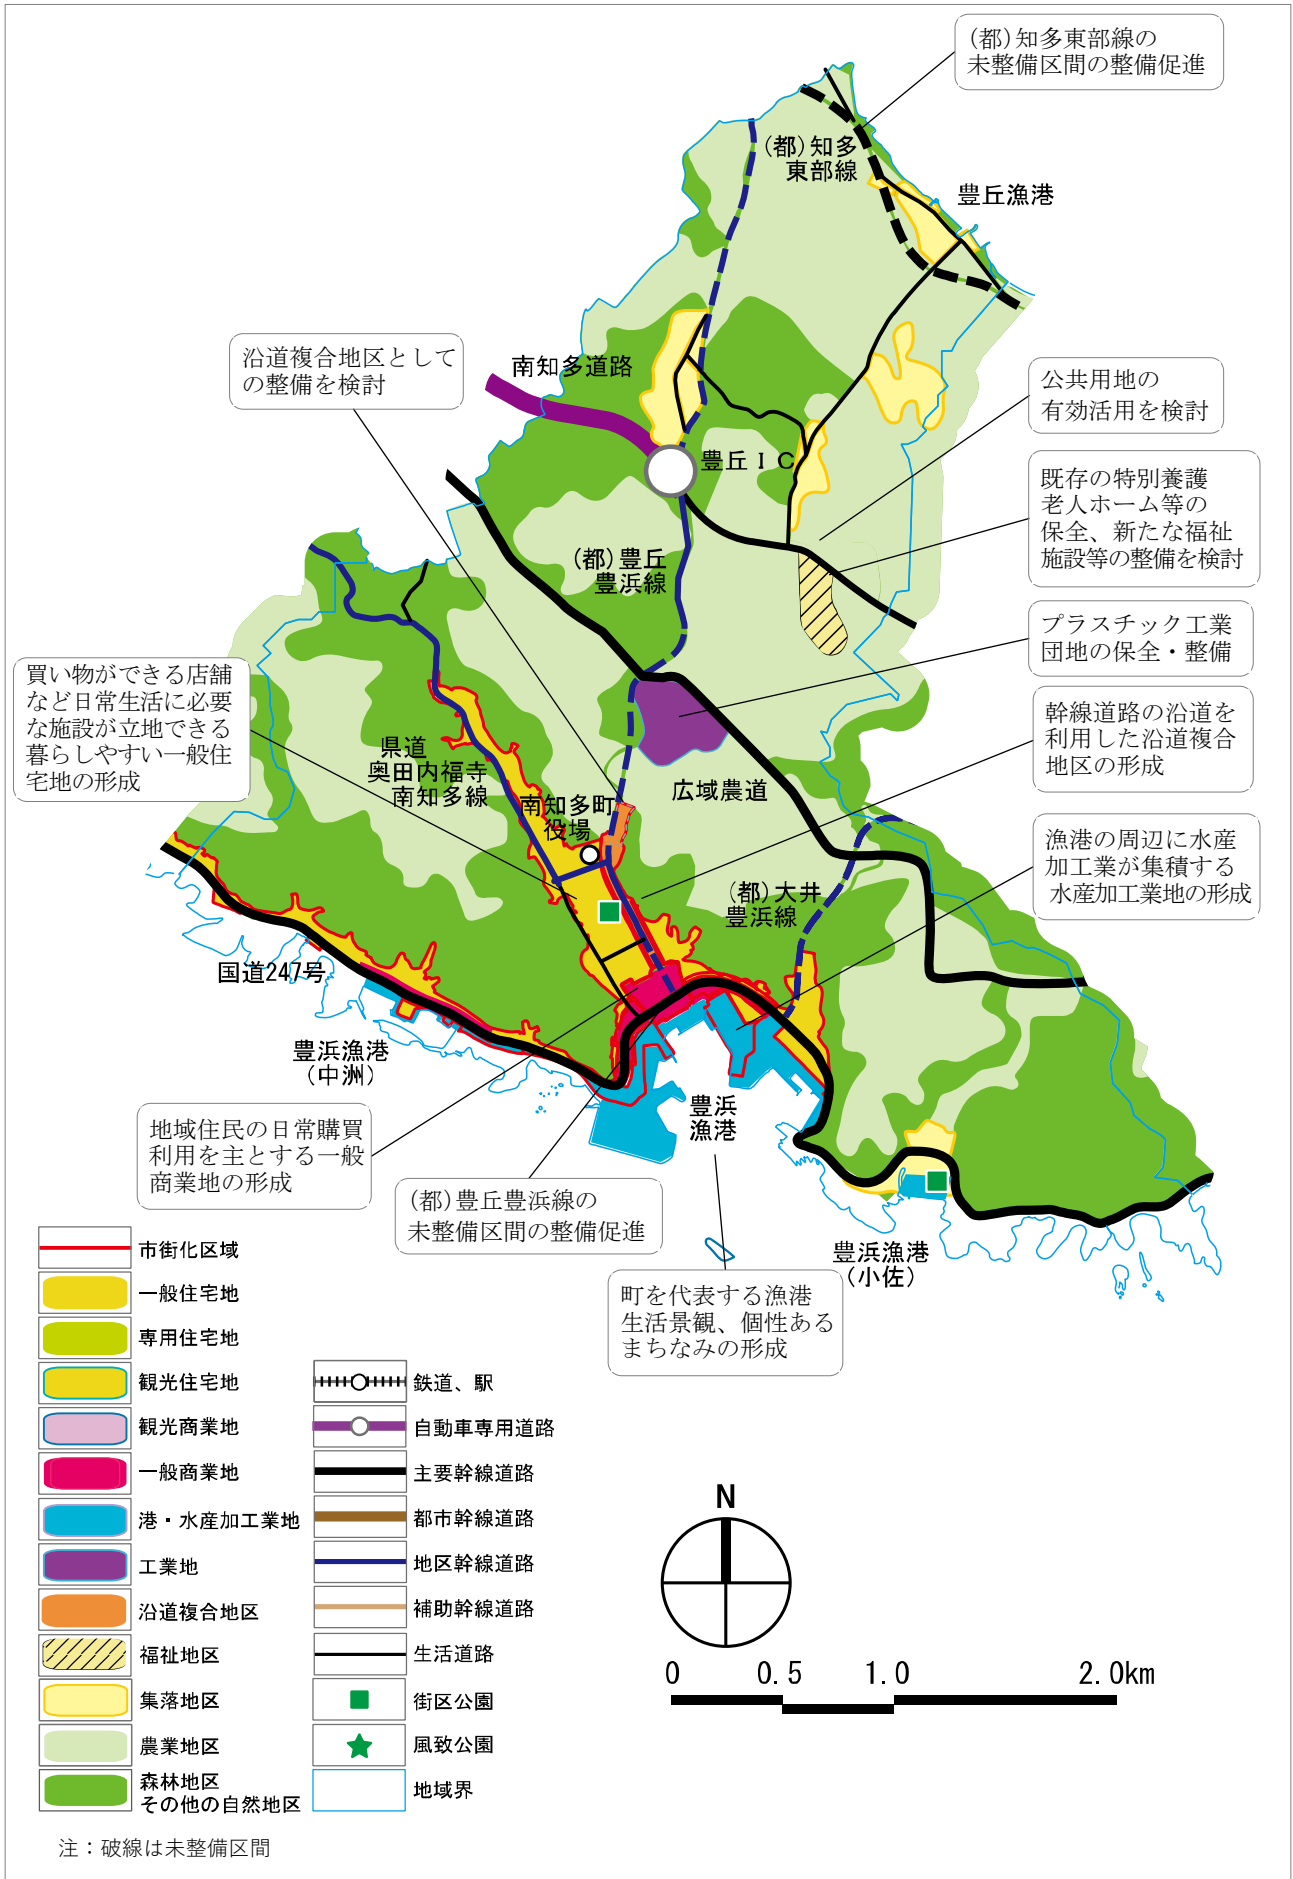 (都)知多東部線の
未整備区間の整備促進
(都)知多
東部線
豊丘漁港
沿道複合地区として
の整備を検討
南知多道路
公共用地の
有効活用を検討
豊丘ＩＣ
既存の特別養護
老人ホーム等の
保全、新たな福祉
施設等の整備を検討
(都)豊丘
豊浜線
プラスチック工業
団地の保全・整備
買い物ができる店舗
など日常生活に必要
な施設が立地できる
暮らしやすい一般住
宅地の形成
幹線道路の沿道を
利用した沿道複合
地区の形成
県道
奥田内福寺
南知多線
広域農道
南知多町
役場
漁港の周辺に水産
加工業が集積する
水産加工業地の形成
(都)大井
豊浜線
国道247号
豊浜漁港
(中洲)
豊浜
漁港
地域住民の日常購買
利用を主とする一般
商業地の形成
(都)豊丘豊浜線の
未整備区間の整備促進
豊浜漁港
(小佐)
町を代表する漁港
生活景観、個性ある
まちなみの形成
市街化区域
一般住宅地
専用住宅地
観光住宅地
観光商業地
一般商業地
港・水産加工業地
工業地
沿道複合地区
福祉地区
集落地区
農業地区
森林地区
その他の自然地区
鉄道、駅
自動車専用道路
主要幹線道路
都市幹線道路
地区幹線道路
補助幹線道路
生活道路
街区公園
風致公園
地域界
N
0 0.5 1.0 2.0km
注：破線は未整備区間